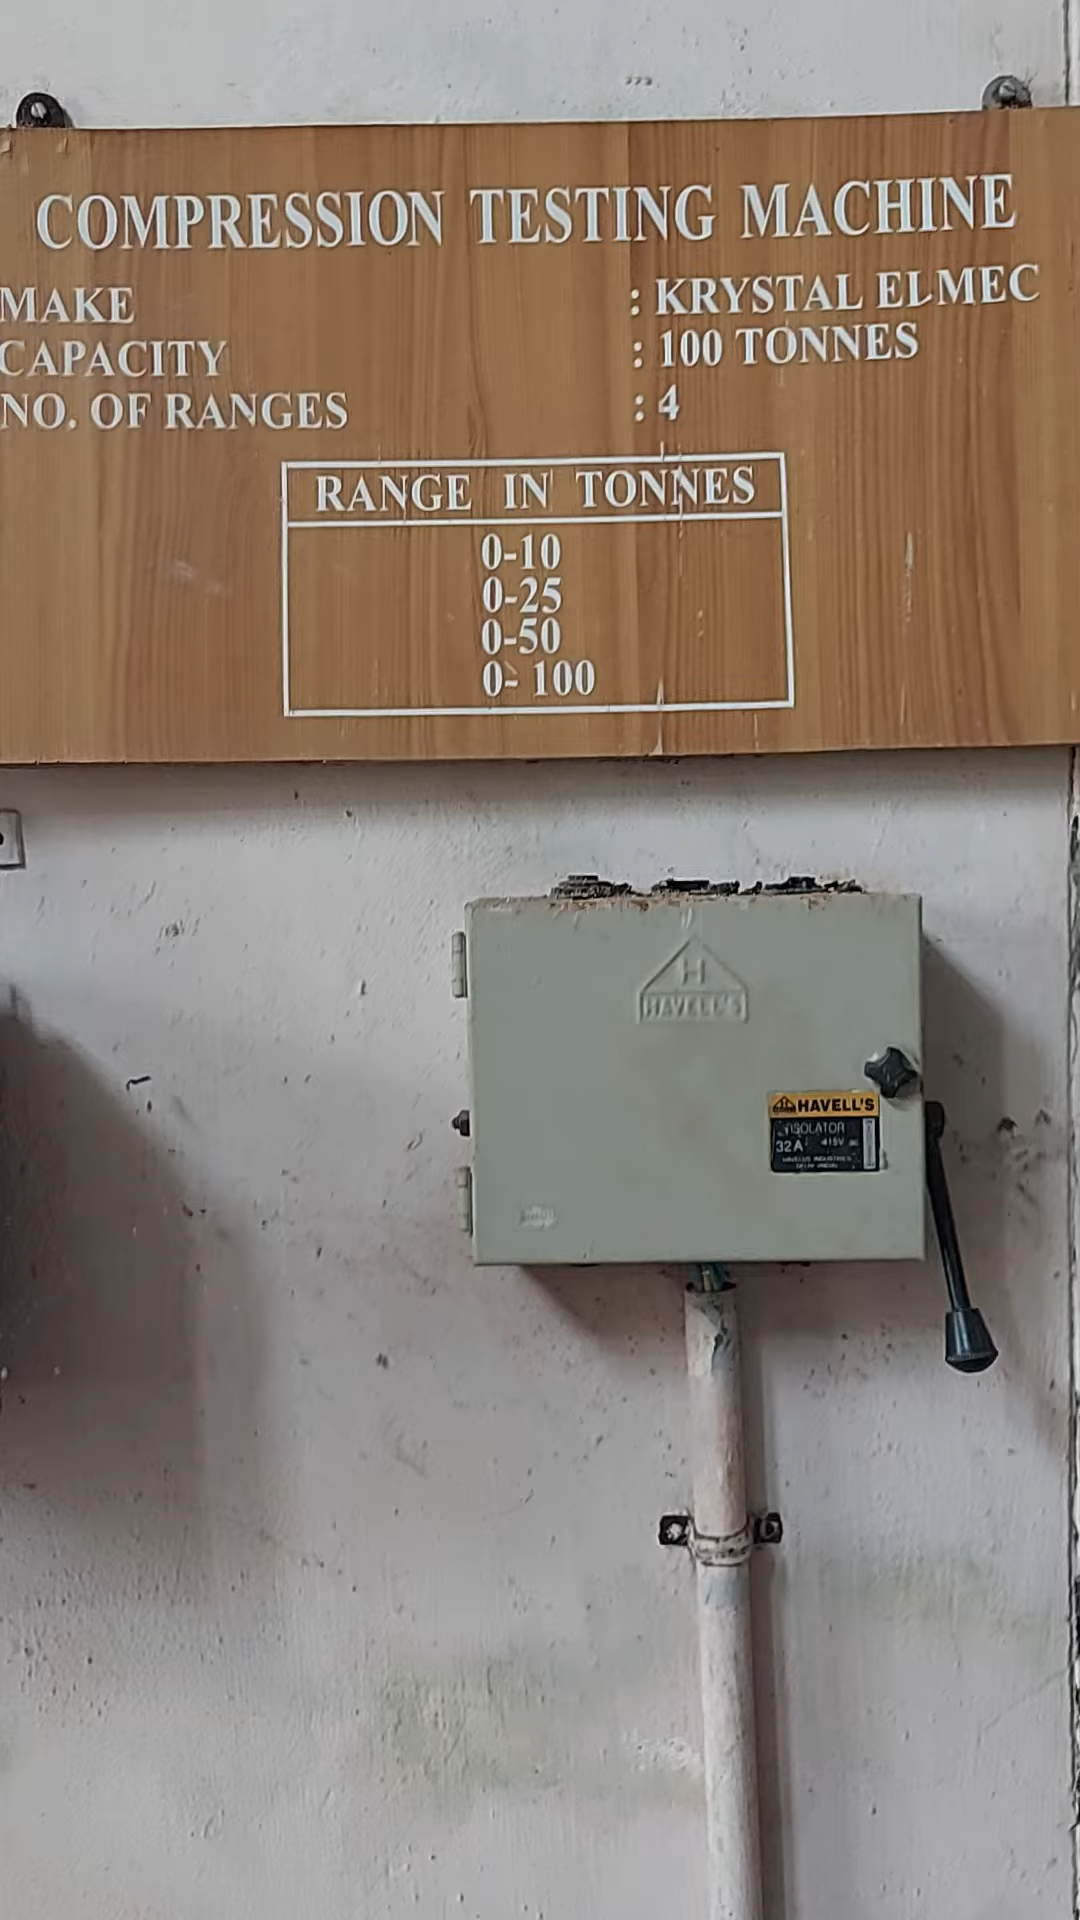 COMPRESSION TESTING MACHINE
MAKE : KRYSTAL ELMEC
CAPACITY : 100 TONNES
NO. OF RANGES : 4
RANGE IN TONNES
0-10
0-25
0-50
0- 100
H
HAVELL'S
HAVELL'S
ISOLATOR
32A 415V